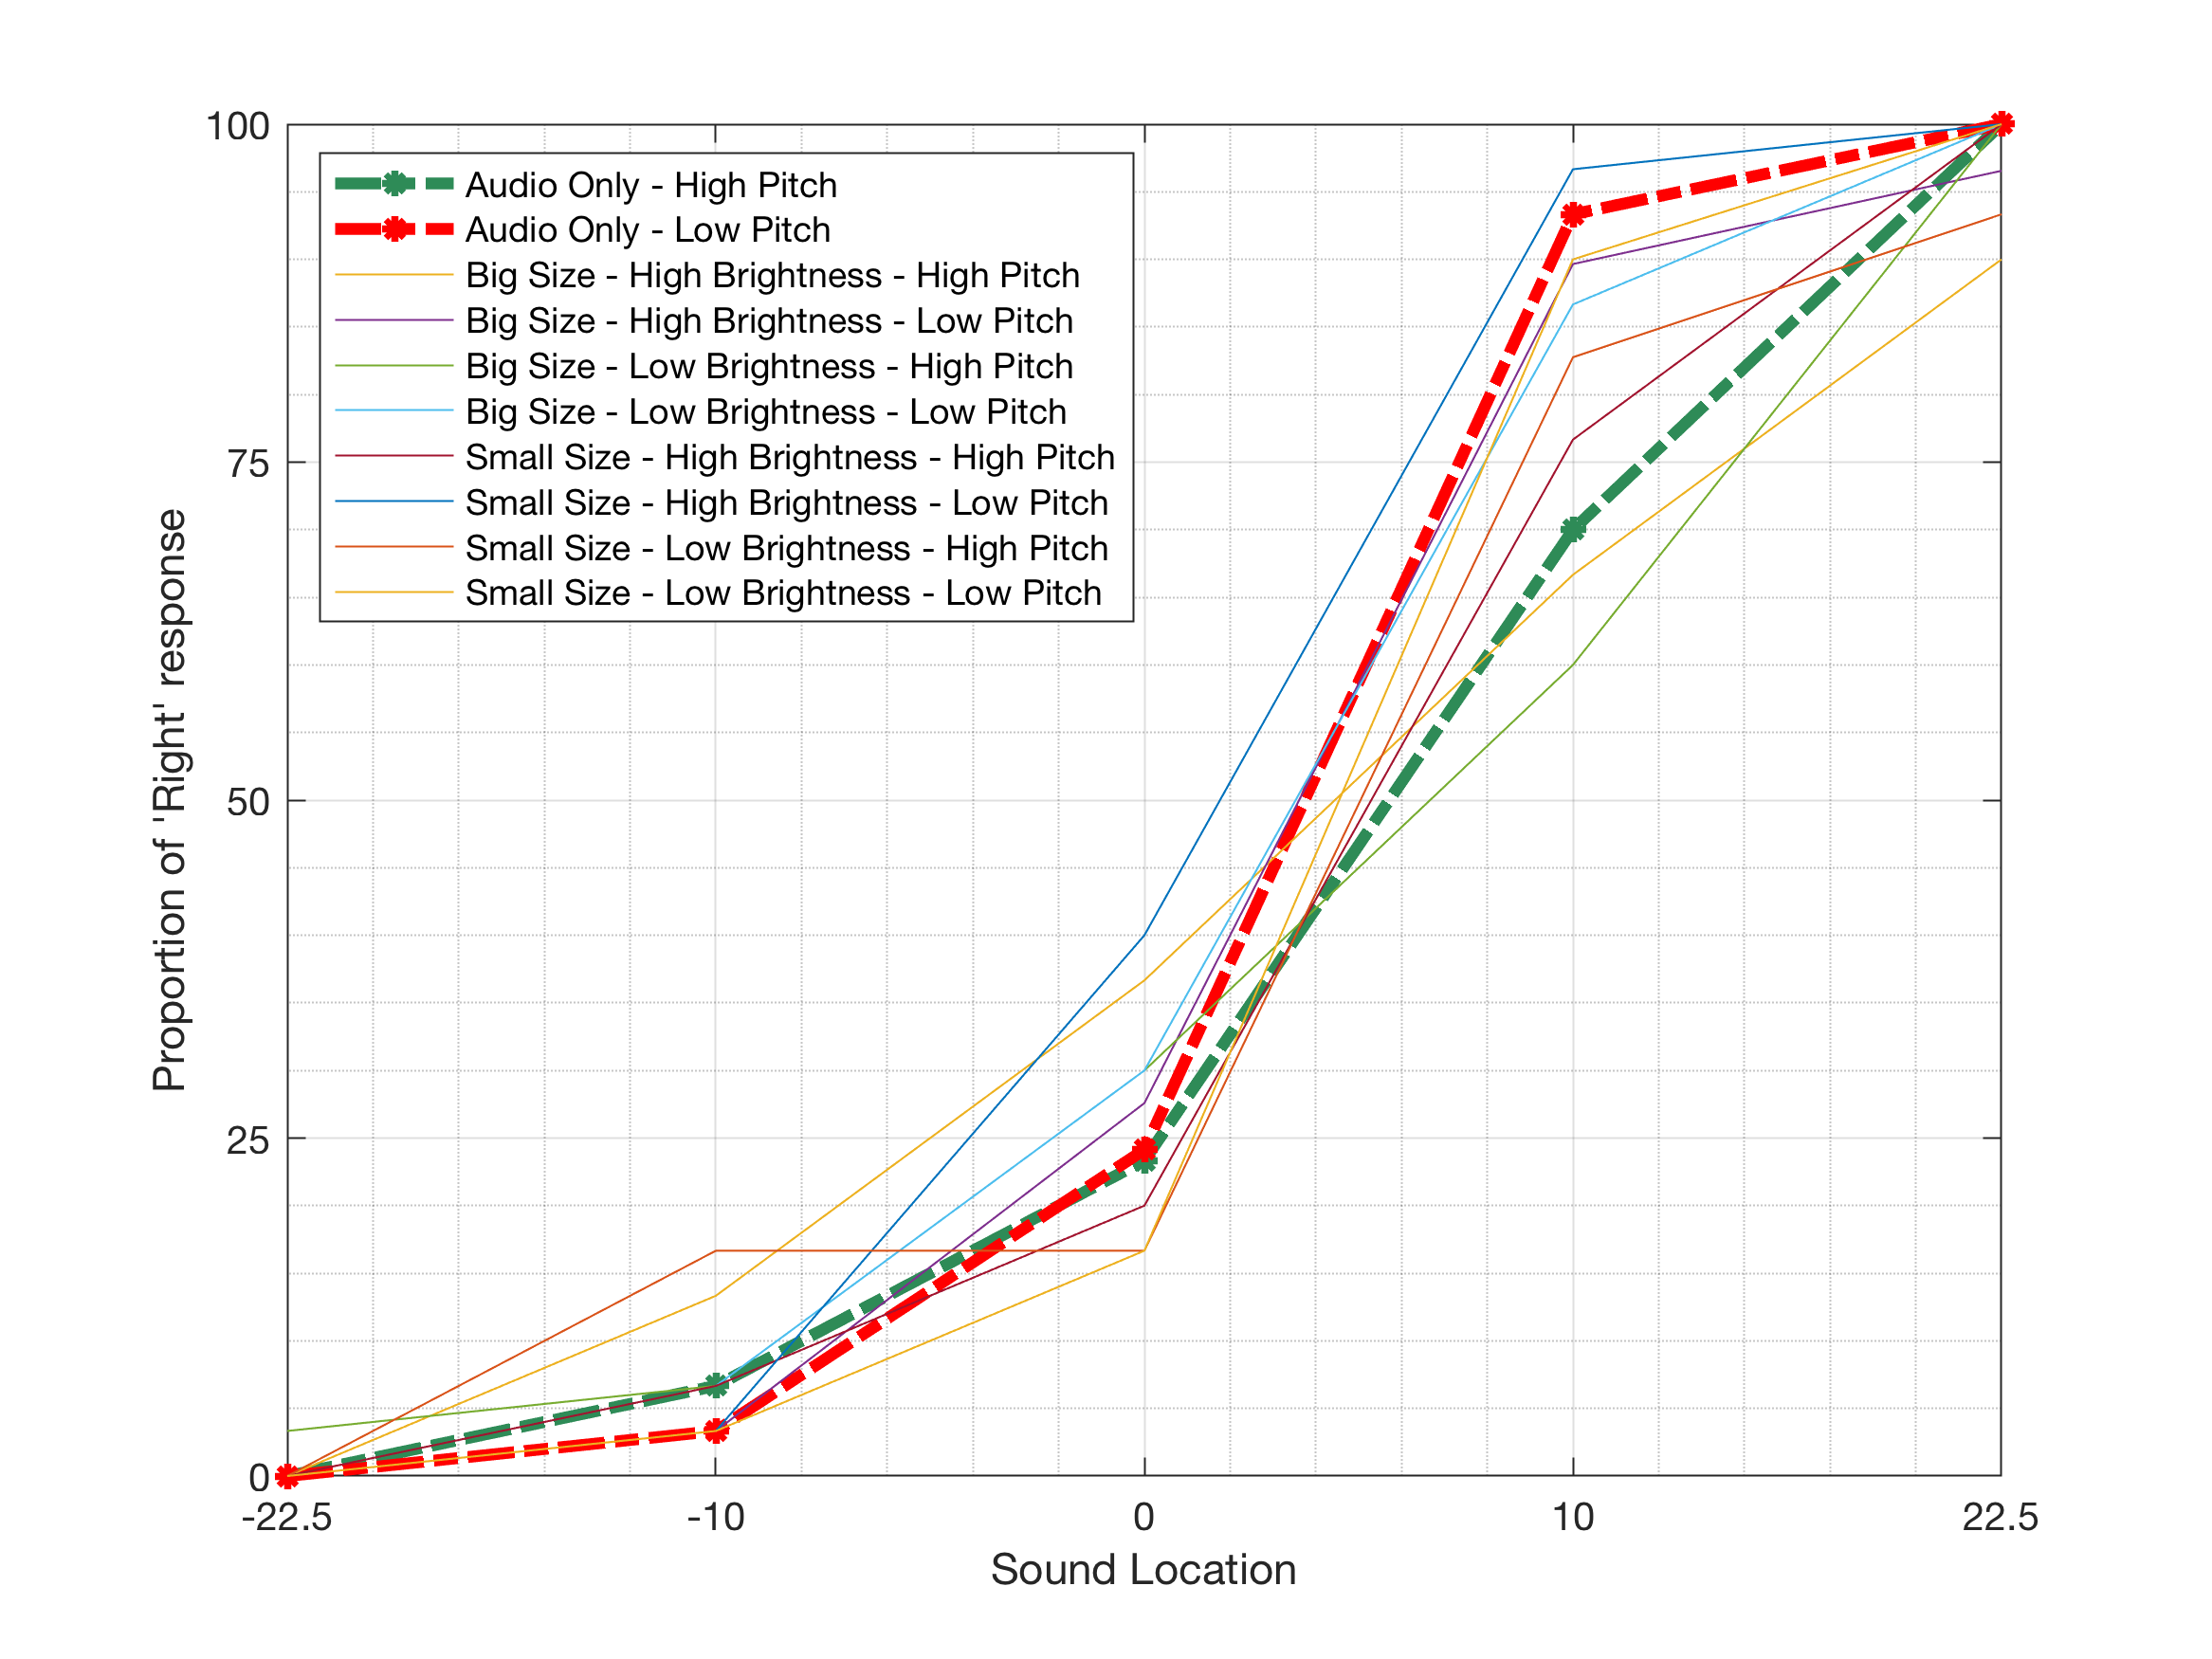 100
75
50
25
0
-22.5
-10
0
10
22.5
Proportion of 'Right' response
Sound Location
Audio Only - High Pitch
Audio Only - Low Pitch
Big Size - High Brightness - High Pitch
Big Size - High Brightness - Low Pitch
Big Size - Low Brightness - High Pitch
Big Size - Low Brightness - Low Pitch
Small Size - High Brightness - High Pitch
Small Size - High Brightness - Low Pitch
Small Size - Low Brightness - High Pitch
Small Size - Low Brightness - Low Pitch